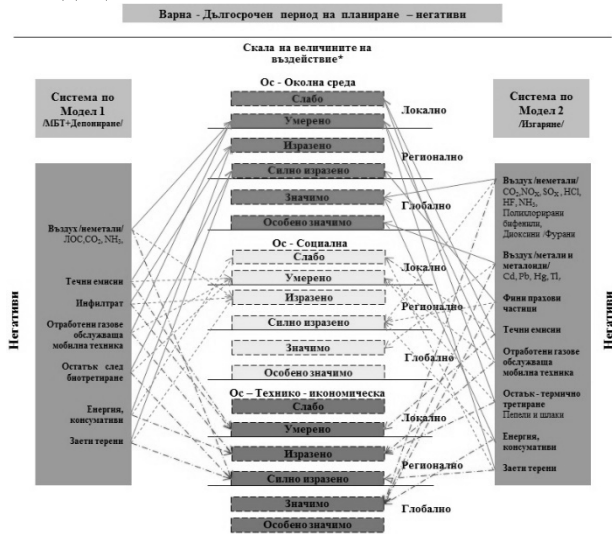 Варна - Дългосрочен период на планиране – негативи
Скала на величините на
въздействие*
Система по
Модел 1
/МБТ+Депониране/
Негативи
Въздух /неметали/
ЛОС,CO2, NH3,
Течни емисии
Инфилтрат
Отработени газове
обслужваща
мобилна техника
Остатък след
биотретиране
Енергия,
консумативи
Заети терени
Ос - Околна среда
Слабо
Умерено
Изразено
Силно изразено
Значимо
Особено значимо
Локално
Регионално
Глобално
Ос - Социална
Слабо
Умерено
Изразено
Силно изразено
Значимо
Особено значимо
Локално
Регионално
Глобално
Ос – Технико - икономическа
Слабо
Умерено
Изразено
Силно изразено
Значимо
Особено значимо
Локално
Регионално
Глобално
Система по
Модел 2
/Изгаряне/
Въздух /неметали/
CO2,NOX, SOX, HCl,
HF, NH3,
Полихлорирани
бифенили,
Диоксини /Фурани
Въздух /метали и
металоиди/
Cd, Pb, Hg, Tl,
Фини прахови
частици
Течни емисии
Отработени газове
обслужваща
мобилна техника
Остатък - термично
третиране
Пепели и шлаки
Енергия,
консумативи
Заети терени
Негативи